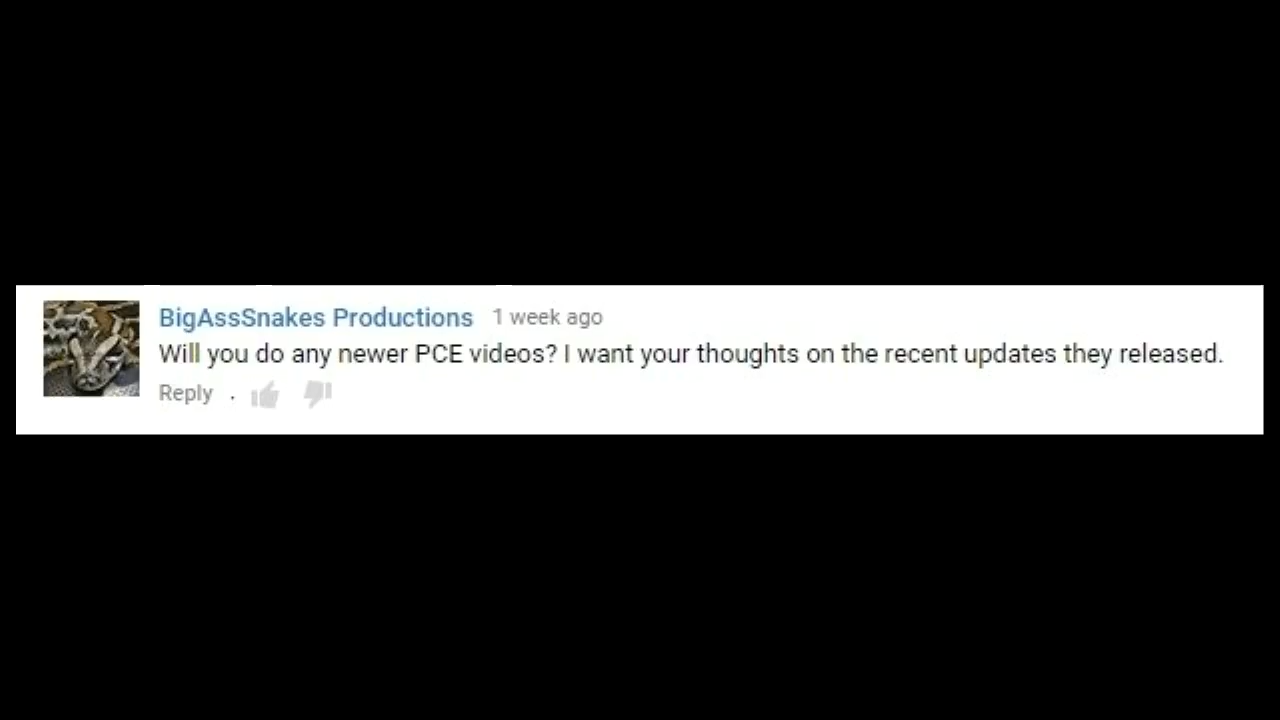 BigAssSnakes Productions 1 week ago
Will you do any newer PCE videos? I want your thoughts on the recent updates they released.
Reply .